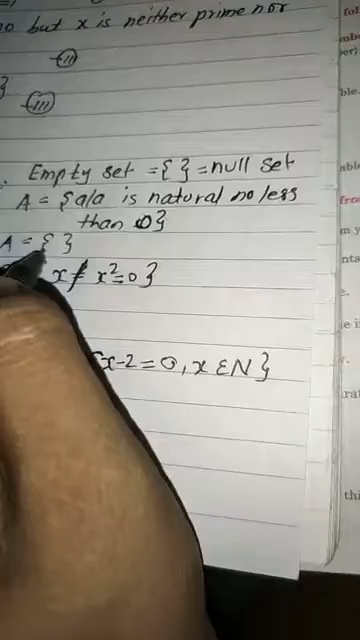 no but x is neither prime nor
(ii)
}
(iii)
Empty set = { } = null set
A = {a/a is natural no less
than 0}
A = { }
x/ x²=0}
{x-2=0, x ƐN}